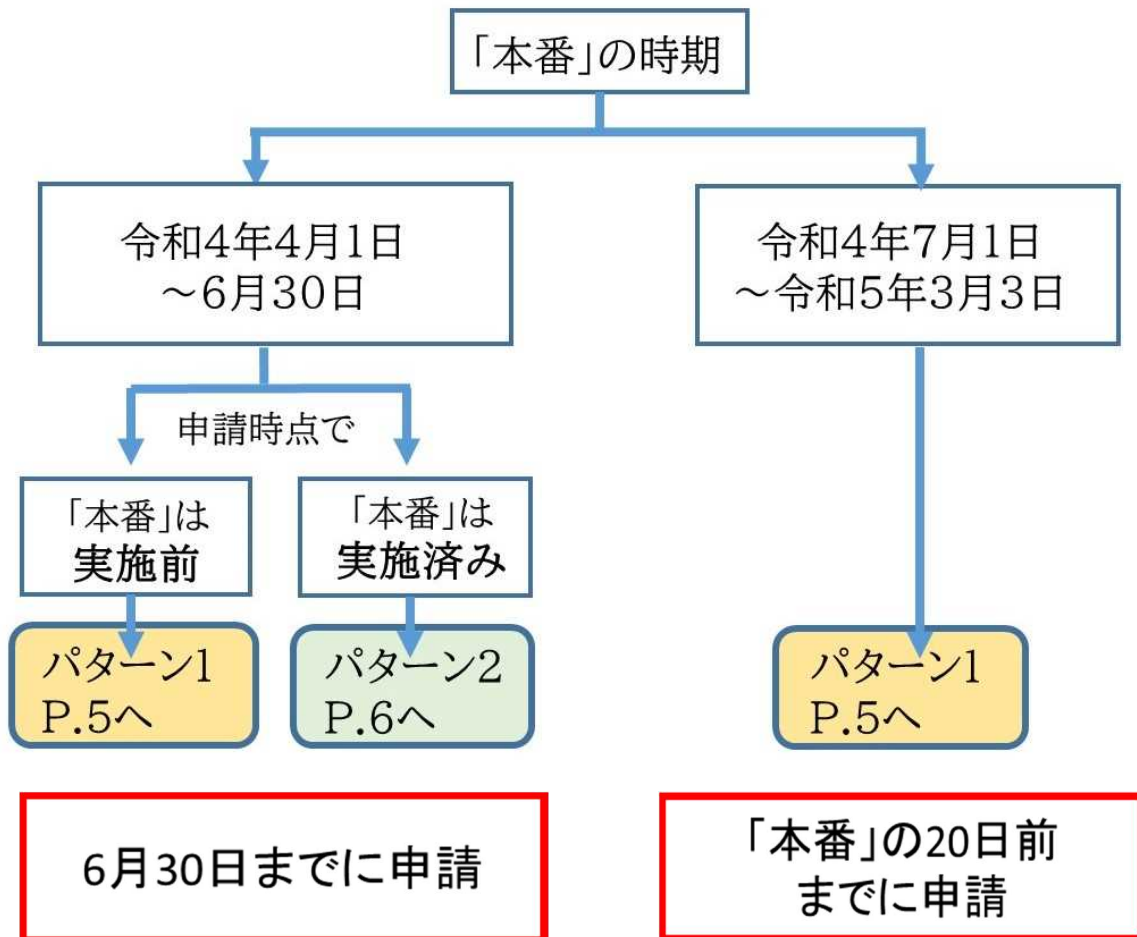 「本番」の時期
令和4年4月1日
～6月30日
令和4年7月1日
～令和5年3月3日
申請時点で
「本番」は
実施前
「本番」は
実施済み
パターン1
P.5へ
パターン2
P.6へ
パターン1
P.5へ
6月30日までに申請
「本番」の20日前
までに申請